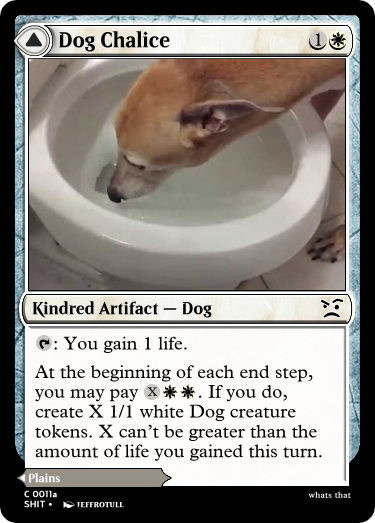 Dog Chalice 1
Kindred Artifact — Dog
: You gain 1 life.
At the beginning of each end step,
you may pay X. If you do,
create X 1/1 white Dog creature
tokens. X can't be greater than the
amount of life you gained this turn.
Plains
C 0011a whats that
SHIT • JEFFROTULL